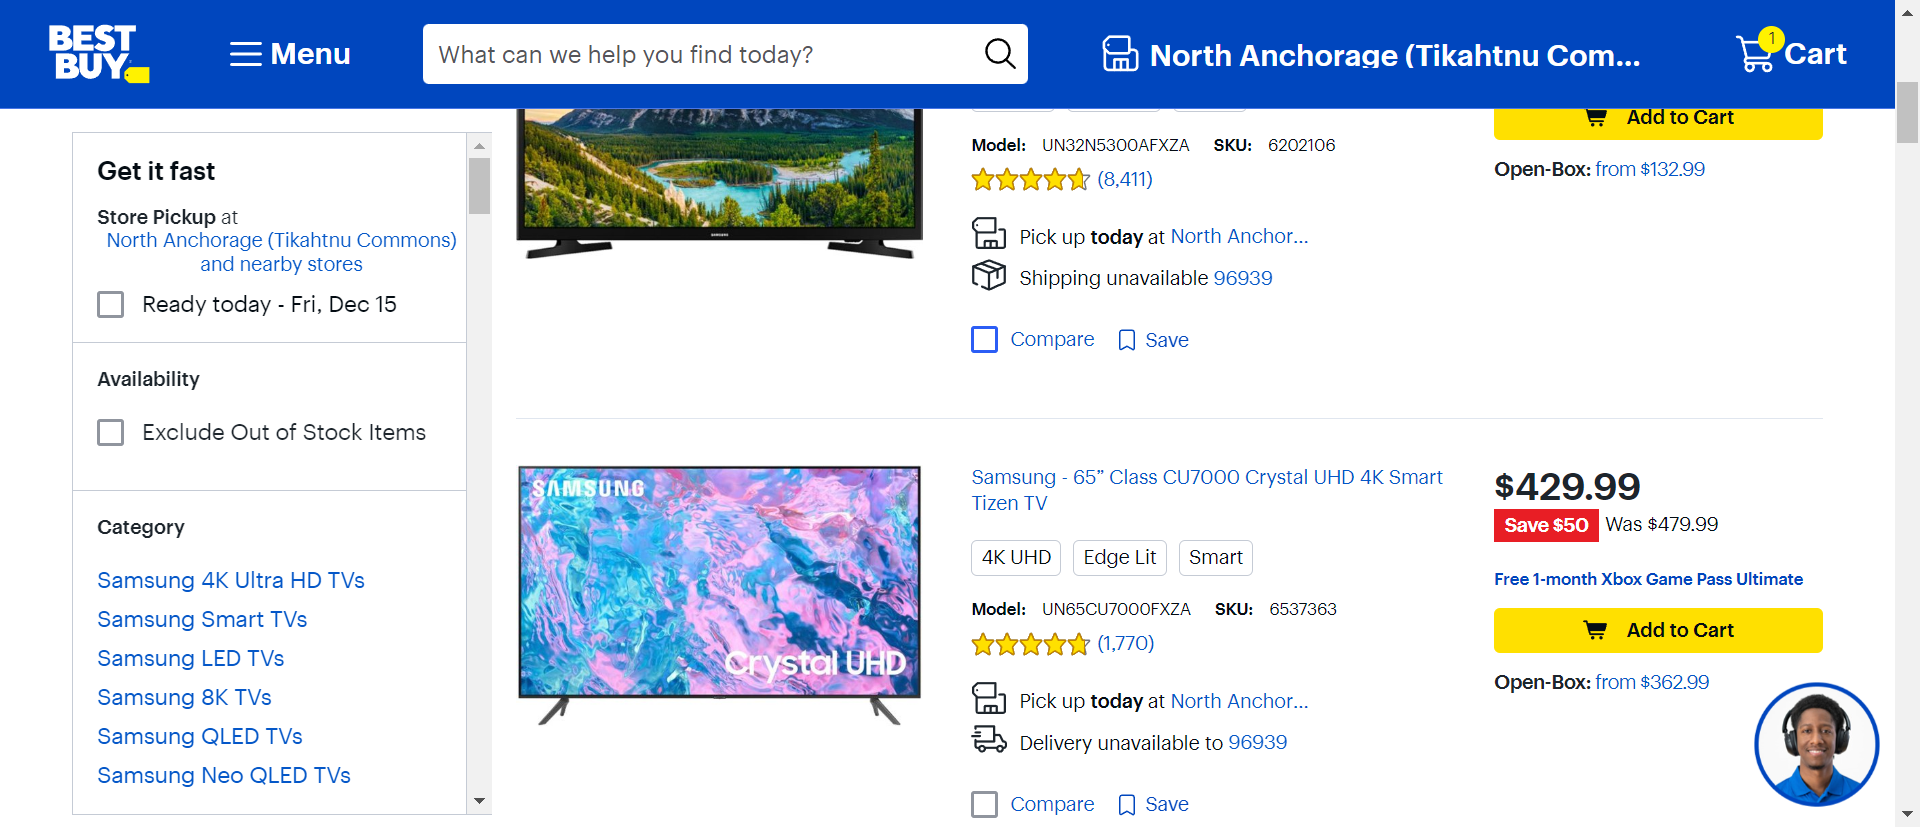 BEST
BUY
Menu
What can we help you find today?
North Anchorage (Tikahtnu Com...
1
Cart
Get it fast
Store Pickup at
North Anchorage (Tikahtnu Commons)
and nearby stores
Ready today - Fri, Dec 15
Availability
Exclude Out of Stock Items
Category
Samsung 4K Ultra HD TVs
Samsung Smart TVs
Samsung LED TVs
Samsung 8K TVs
Samsung QLED TVs
Samsung Neo QLED TVs
SAMSUNG
Model: UN32N5300AFXZA SKU: 6202106
(8,411)
Pick up today at North Anchor...
Shipping unavailable 96939
Compare Save
Add to Cart
Open-Box: from $132.99
SAMSUNG
Crystal UHD
Samsung - 65” Class CU7000 Crystal UHD 4K Smart
Tizen TV
4K UHD Edge Lit Smart
Model: UN65CU7000FXZA SKU: 6537363
(1,770)
Pick up today at North Anchor...
Delivery unavailable to 96939
Compare Save
$429.99
Save $50 Was $479.99
Free 1-month Xbox Game Pass Ultimate
Add to Cart
Open-Box: from $362.99